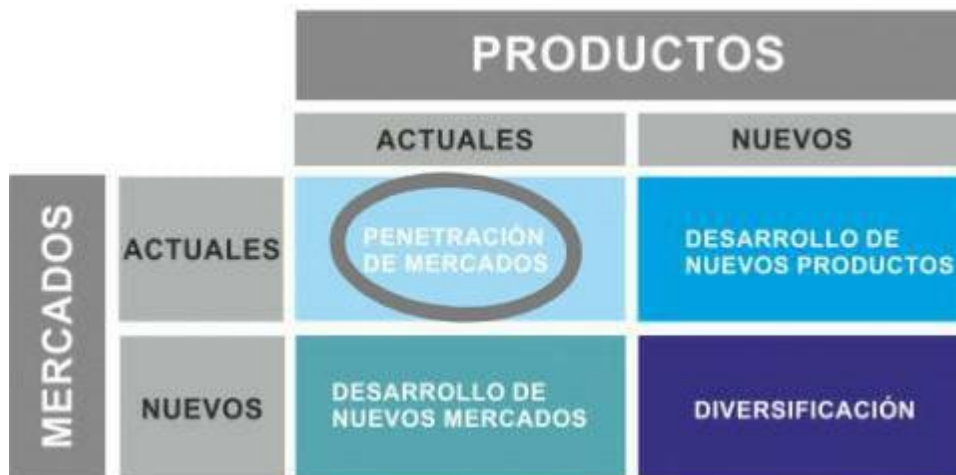 PRODUCTOS
ACTUALES
NUEVOS
MERCADOS
ACTUALES
PENETRACIÓN
DE MERCADOS
DESARROLLO DE
NUEVOS PRODUCTOS
NUEVOS
DESARROLLO DE
NUEVOS MERCADOS
DIVERSIFICACIÓN